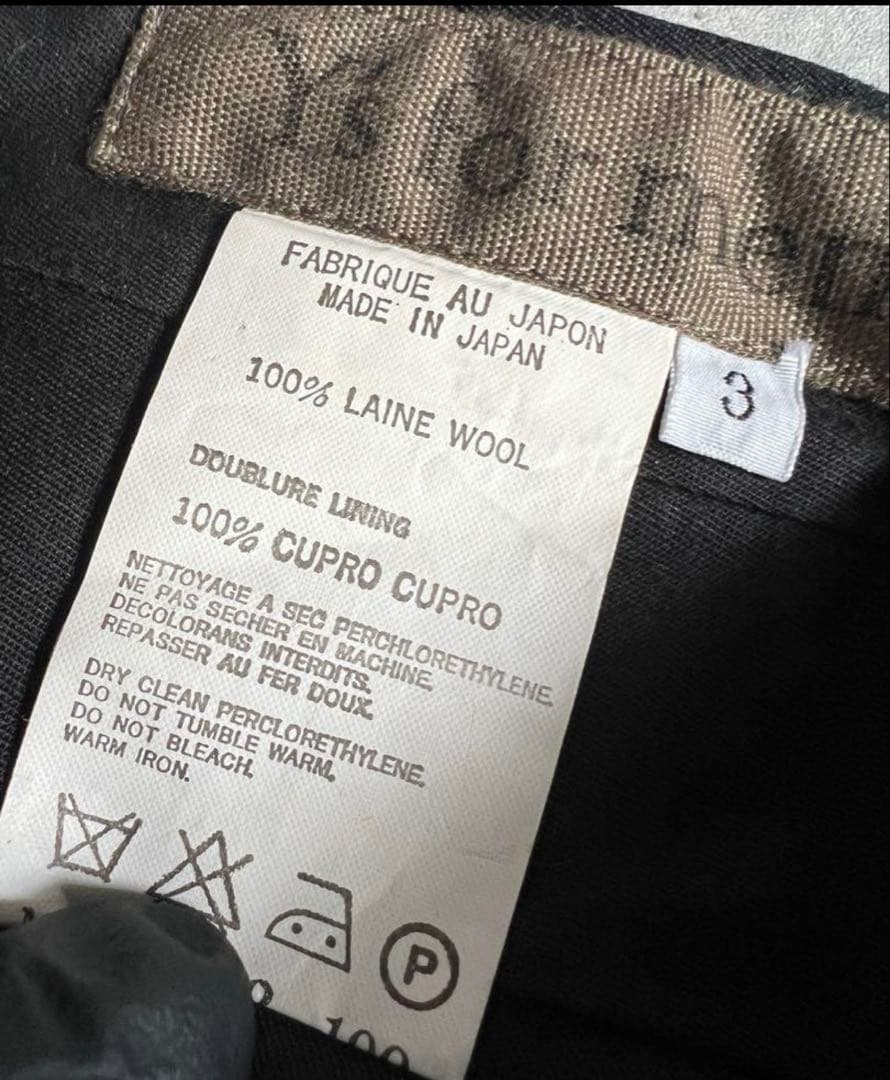 Y's for men
3
FABRIQUE AU JAPON
MADE IN JAPAN
100% LAINE WOOL
DOUBLURE LINING
100% CUPRO CUPRO
NETTOYAGE A SEC PERCHLORETHYLENE.
NE PAS SECHER EN MACHINE.
DECOLORANS INTERDITS.
REPASSER AU FER DOUX.
DRY CLEAN PERCLORETHYLENE.
DO NOT TUMBLE WARM.
DO NOT BLEACH.
WARM IRON.
P
100